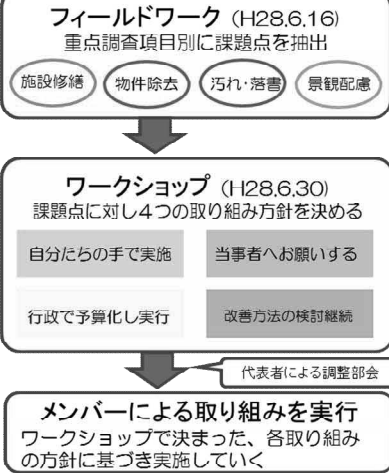 フィールドワーク（H28.6.16）
重点調査項目別に課題点を抽出
施設修繕 物件除去 汚れ・落書 景観配慮
ワークショップ（H28.6.30）
課題点に対し4つの取り組み方針を決める
自分たちの手で実施 当事者へお願いする
行政で予算化し実行 改善方法の検討継続
代表者による調整部会
メンバーによる取り組みを実行
ワークショップで決まった、各取り組み
の方針に基づき実施していく